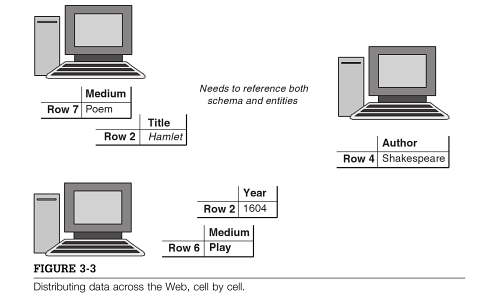 Medium
Row 7 Poem
Title
Row 2 Hamlet
Needs to reference both
schema and entities
Author
Row 4 Shakespeare
Year
Row 2 1604
Medium
Row 6 Play
FIGURE 3-3
Distributing data across the Web, cell by cell.